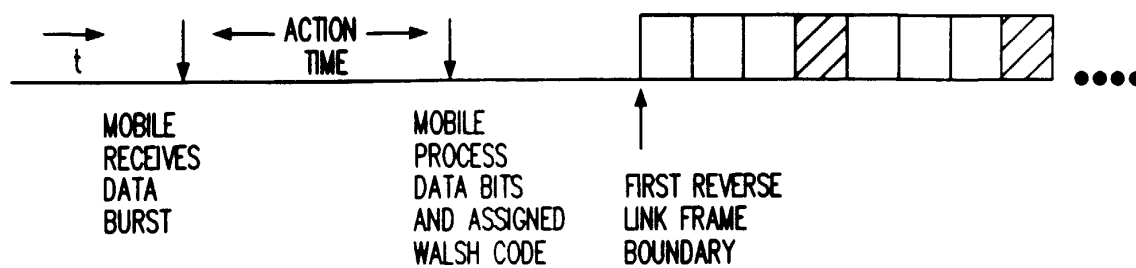 ACTION
TIME
t
MOBILE
RECEIVES
DATA
BURST
MOBILE
PROCESS
DATA BITS
AND ASSIGNED
WALSH CODE
FIRST REVERSE
LINK FRAME
BOUNDARY